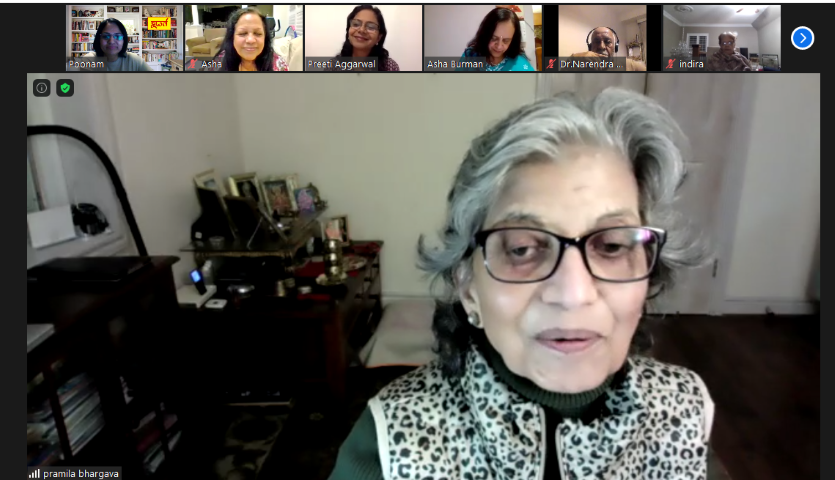 Poonam
Asha
Preeti Aggarwal
Asha Burman
Dr.Narendra ...
indira
pramila bhargava